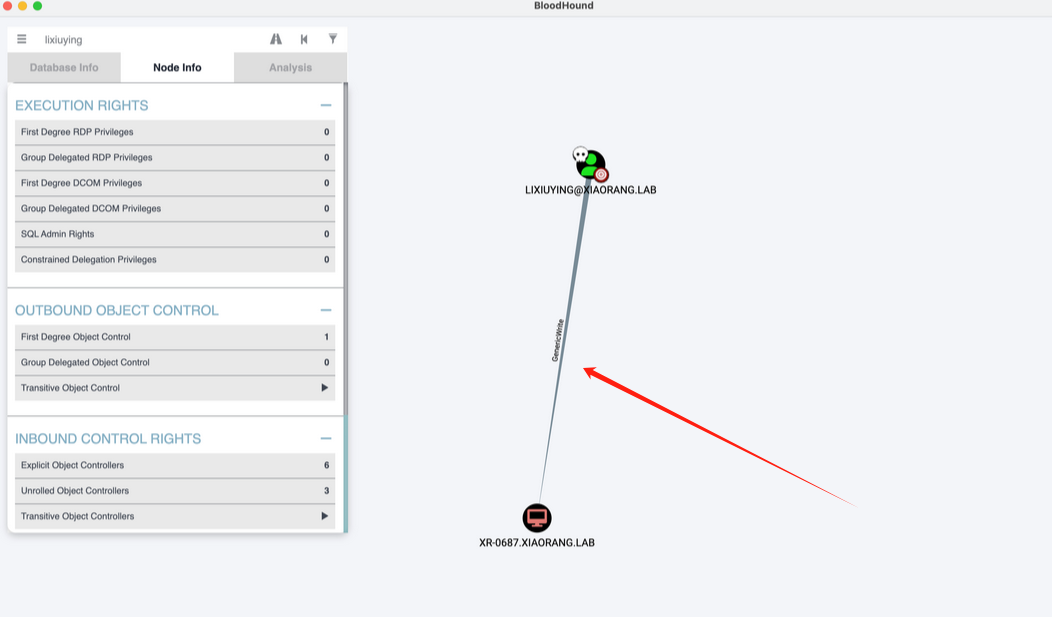 BloodHound
lixiuying
Database Info
Node Info
Analysis
EXECUTION RIGHTS
First Degree RDP Privileges 0
Group Delegated RDP Privileges 0
First Degree DCOM Privileges 0
Group Delegated DCOM Privileges 0
SQL Admin Rights 0
Constrained Delegation Privileges 0
OUTBOUND OBJECT CONTROL
First Degree Object Control 1
Group Delegated Object Control 0
Transitive Object Control
INBOUND CONTROL RIGHTS
Explicit Object Controllers 6
Unrolled Object Controllers 3
Transitive Object Controllers
LIXIUYING@XIAORANG.LAB
GenericWrite
XR-0687.XIAORANG.LAB